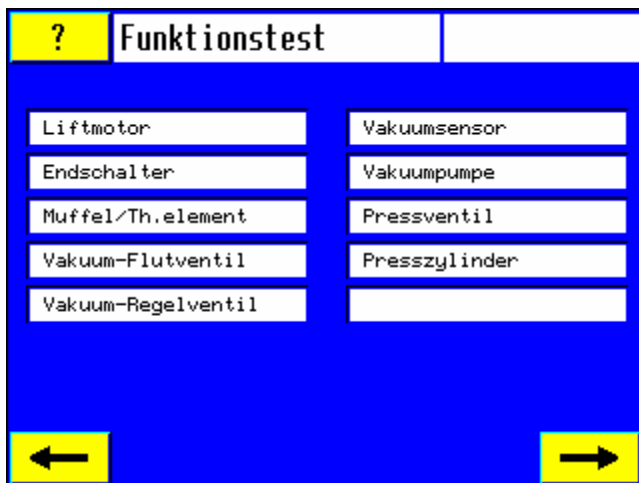 ?
Funktionstest
Liftmotor
Endschalter
Muffel/Th.element
Vakuum-Flutventil
Vakuum-Regelventil
Vakuumsensor
Vakuumpumpe
Pressventil
Presszylinder